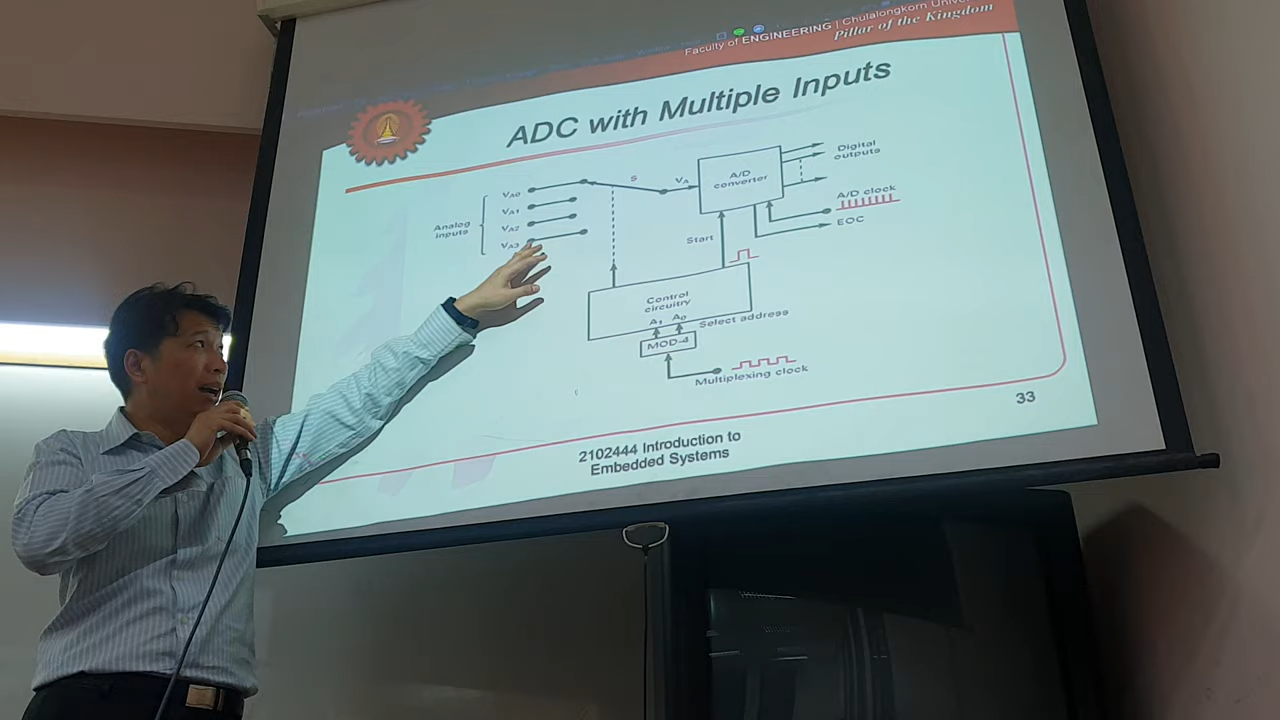 Faculty of ENGINEERING | Chulalongkorn
Pillar of the Kingdom
ADC with Multiple Inputs
Analog
inputs
VA0
VA1
VA2
VA3
S
VA
A/D
converter
Digital
outputs
A/D clock
EOC
Start
Control
circuitry
A1 A0
Select address
MOD-4
Multiplexing clock
33
2102444 Introduction to
Embedded Systems